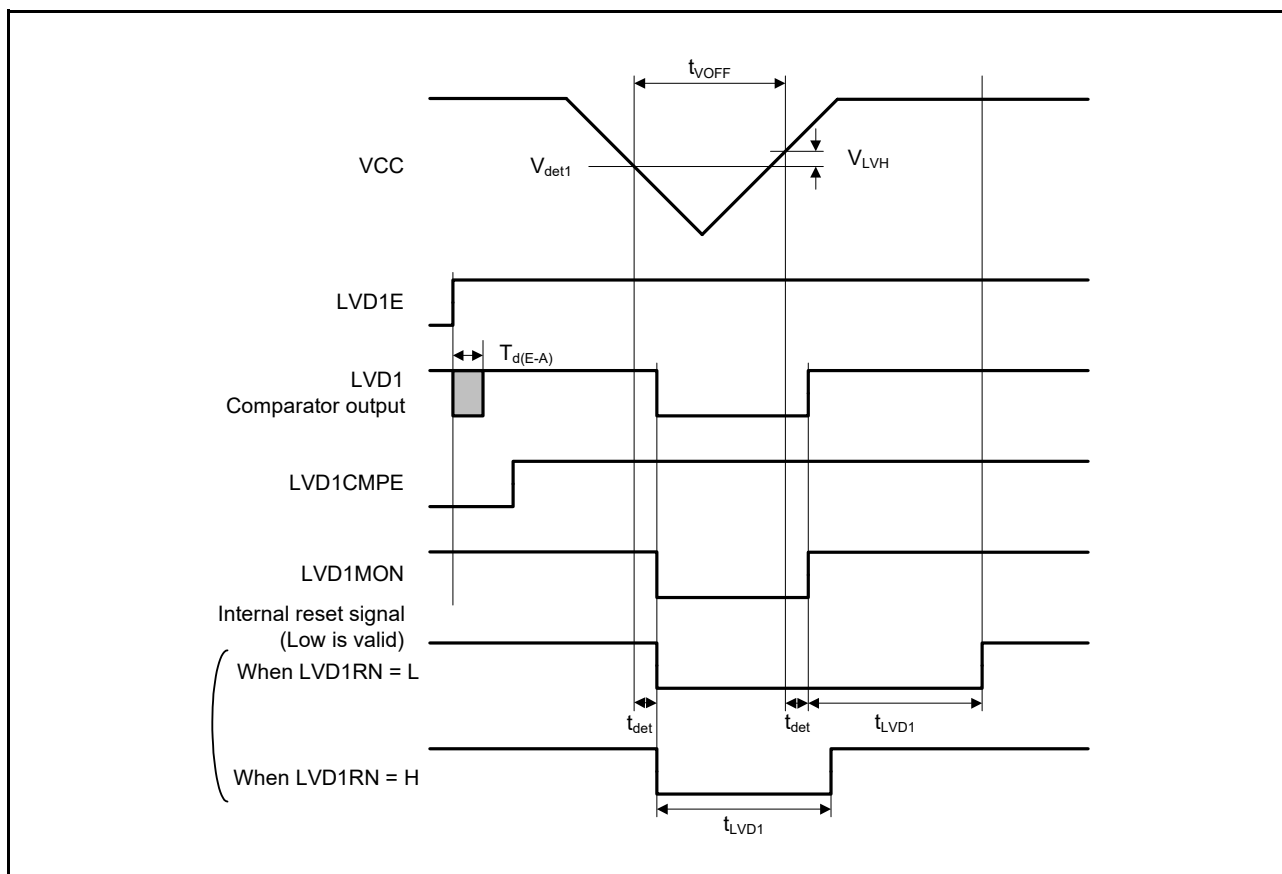 tVOFF
VCC
Vdet1
VLVH
LVD1E
Td(E-A)
LVD1
Comparator output
LVD1CMPE
LVD1MON
Internal reset signal
(Low is valid)
When LVD1RN = L
tdet
tdet
tLVD1
When LVD1RN = H
tLVD1